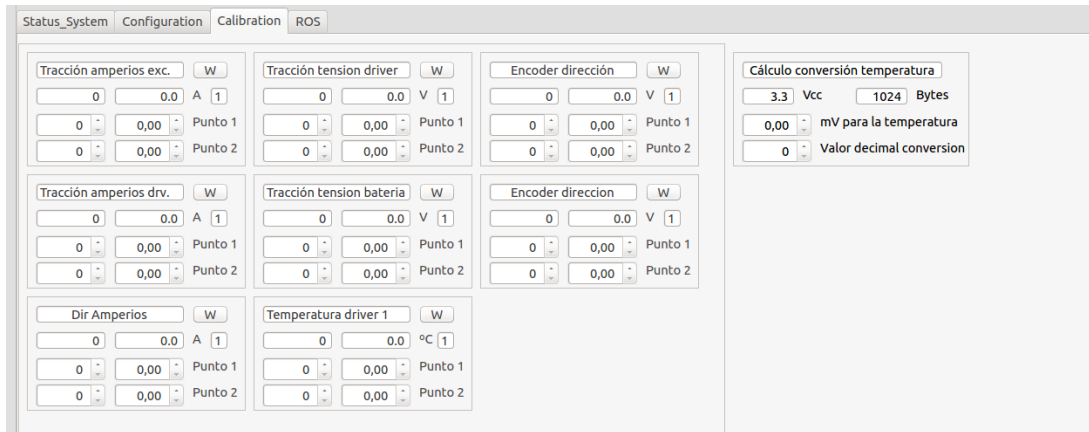 Status_System Configuration Calibration ROS
Tracción amperios exc. W
0 0.0 A 1
0 0,00 Punto 1
0 0,00 Punto 2
Tracción tension driver W
0 0.0 V 1
0 0,00 Punto 1
0 0,00 Punto 2
Encoder dirección W
0 0.0 V 1
0 0,00 Punto 1
0 0,00 Punto 2
Cálculo conversión temperatura
3.3 Vcc 1024 Bytes
0,00 mV para la temperatura
0 Valor decimal conversion
Tracción amperios drv. W
0 0.0 A 1
0 0,00 Punto 1
0 0,00 Punto 2
Tracción tension bateria W
0 0.0 V 1
0 0,00 Punto 1
0 0,00 Punto 2
Encoder direccion W
0 0.0 V 1
0 0,00 Punto 1
0 0,00 Punto 2
Dir Amperios W
0 0.0 A 1
0 0,00 Punto 1
0 0,00 Punto 2
Temperatura driver 1 W
0 0.0 ºC 1
0 0,00 Punto 1
0 0,00 Punto 2